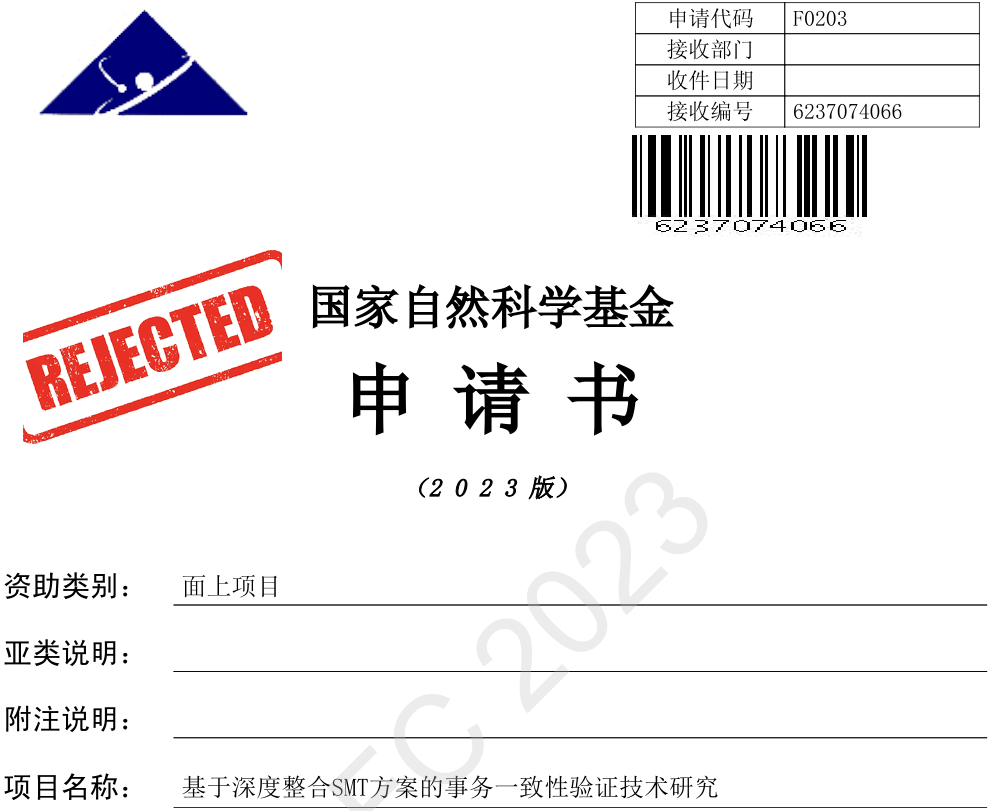 申请代码 F0203
接收部门
收件日期
接收编号 6237074066
6237074066
REJECTED
国家自然科学基金
申 请 书
（2 0 2 3 版）
资助类别： 面上项目
亚类说明：
附注说明：
项目名称： 基于深度整合SMT方案的事务一致性验证技术研究
FC 2023